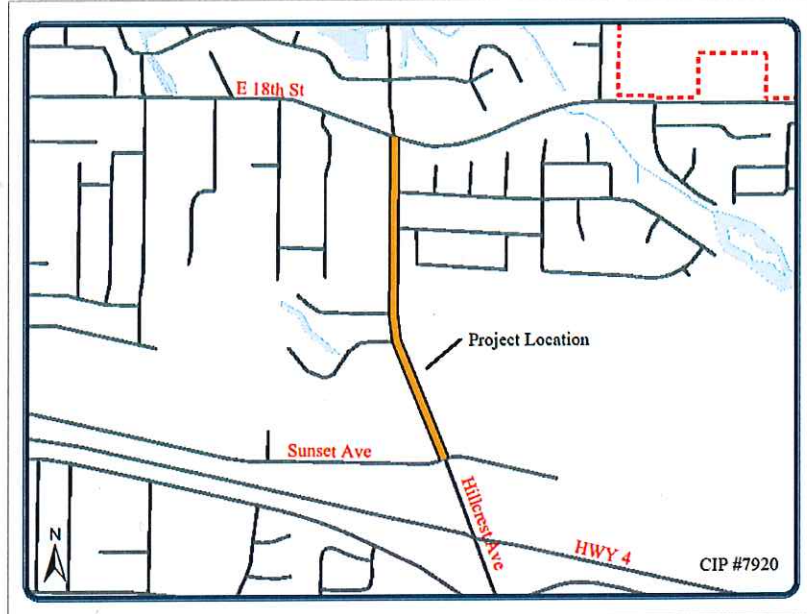 E 18th St
Project Location
Sunset Ave
Hillcrest Ave
HWY 4
N
CIP #7920